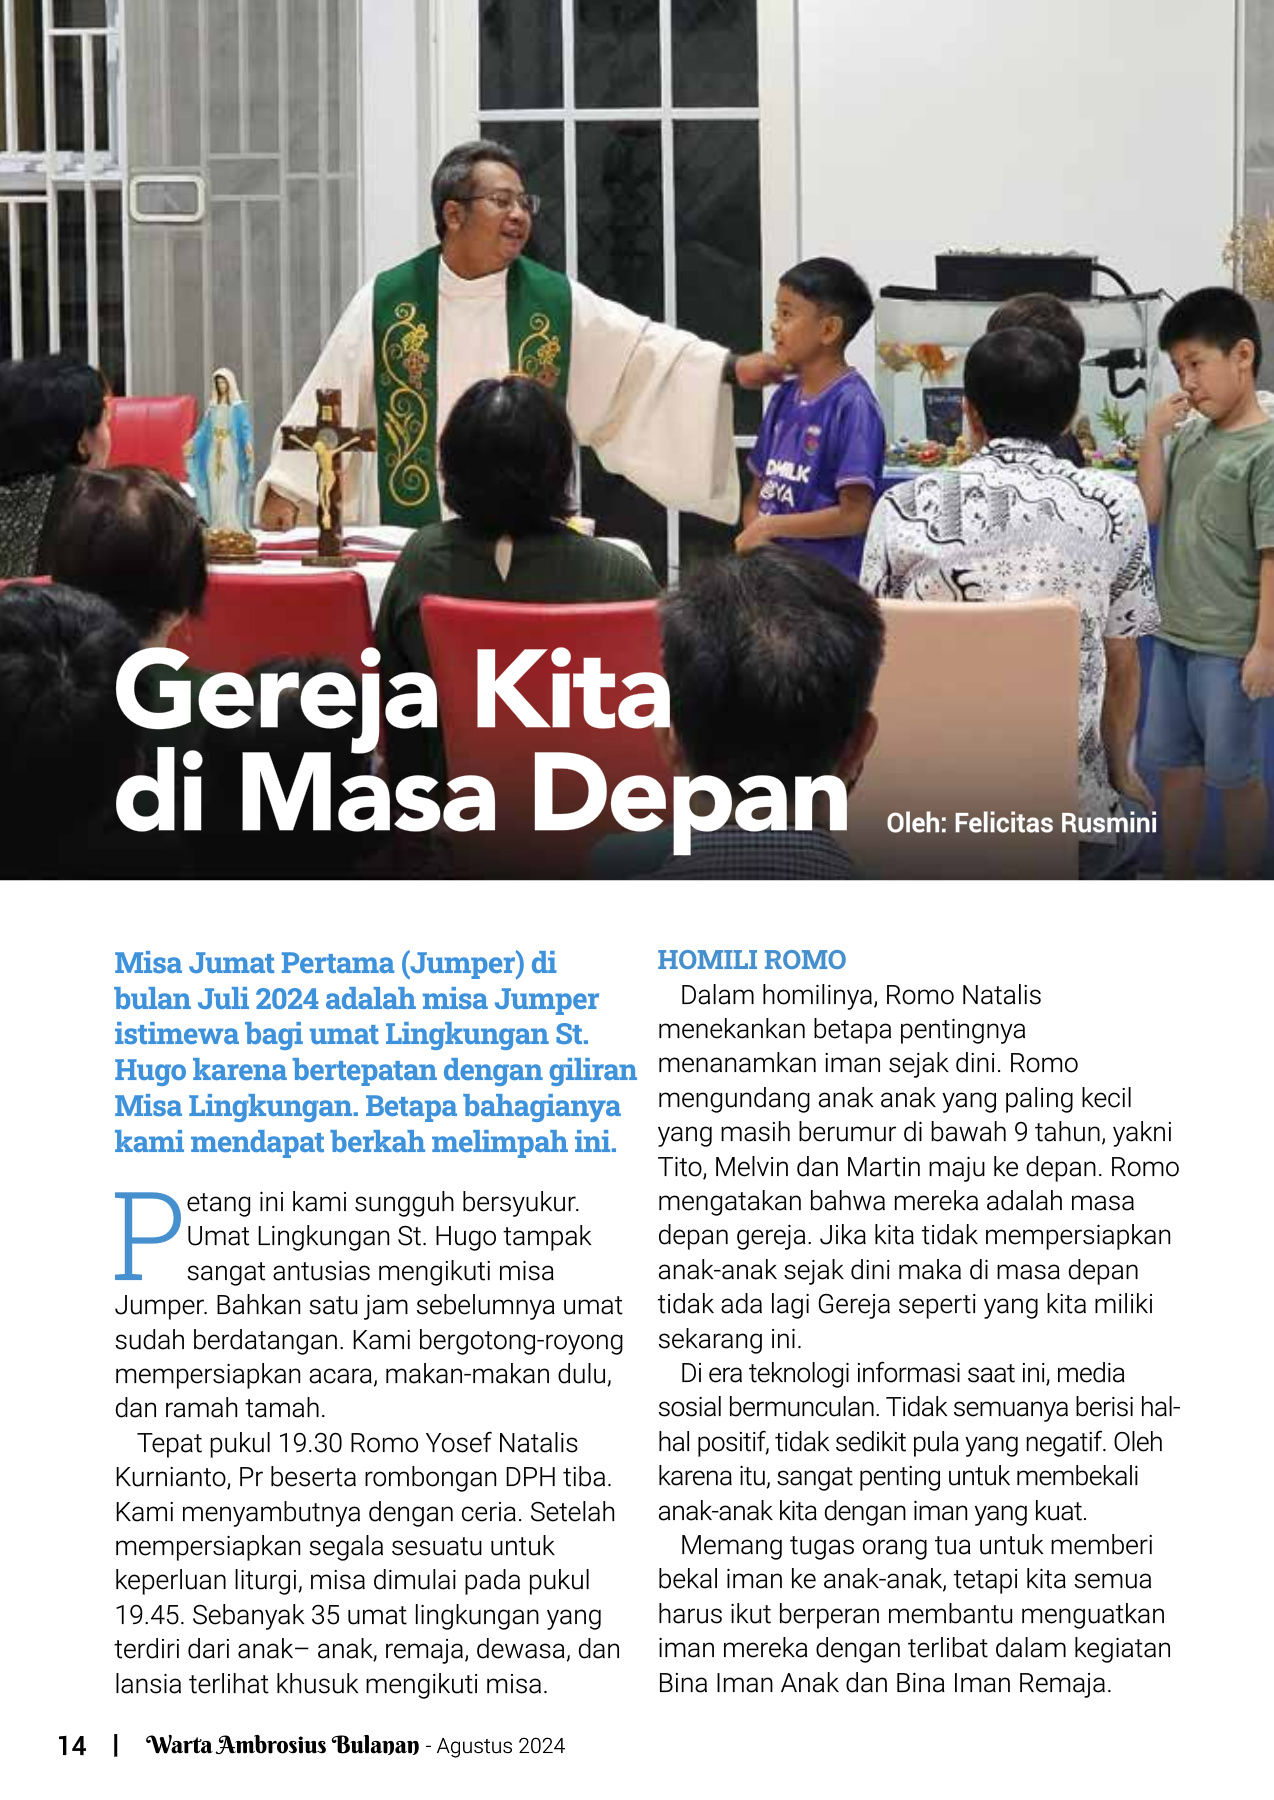 DMILK
Gereja Kita
di Masa Depan
Oleh: Felicitas Rusmini
Misa Jumat Pertama (Jumper) di
bulan Juli 2024 adalah misa Jumper
istimewa bagi umat Lingkungan St.
Hugo karena bertepatan dengan giliran
Misa Lingkungan. Betapa bahagianya
kami mendapat berkah melimpah ini.
Petang ini kami sungguh bersyukur.
Umat Lingkungan St. Hugo tampak
sangat antusias mengikuti misa
Jumper. Bahkan satu jam sebelumnya umat
sudah berdatangan. Kami bergotong-royong
mempersiapkan acara, makan-makan dulu,
dan ramah tamah.
Tepat pukul 19.30 Romo Yosef Natalis
Kurnianto, Pr beserta rombongan DPH tiba.
Kami menyambutnya dengan ceria. Setelah
mempersiapkan segala sesuatu untuk
keperluan liturgi, misa dimulai pada pukul
19.45. Sebanyak 35 umat lingkungan yang
terdiri dari anak– anak, remaja, dewasa, dan
lansia terlihat khusuk mengikuti misa.
HOMILI ROMO
Dalam homilinya, Romo Natalis
menekankan betapa pentingnya
menanamkan iman sejak dini. Romo
mengundang anak anak yang paling kecil
yang masih berumur di bawah 9 tahun, yakni
Tito, Melvin dan Martin maju ke depan. Romo
mengatakan bahwa mereka adalah masa
depan gereja. Jika kita tidak mempersiapkan
anak-anak sejak dini maka di masa depan
tidak ada lagi Gereja seperti yang kita miliki
sekarang ini.
Di era teknologi informasi saat ini, media
sosial bermunculan. Tidak semuanya berisi hal-
hal positif, tidak sedikit pula yang negatif. Oleh
karena itu, sangat penting untuk membekali
anak-anak kita dengan iman yang kuat.
Memang tugas orang tua untuk memberi
bekal iman ke anak-anak, tetapi kita semua
harus ikut berperan membantu menguatkan
iman mereka dengan terlibat dalam kegiatan
Bina Iman Anak dan Bina Iman Remaja.
14 | Warta Ambrosius Bulanan - Agustus 2024